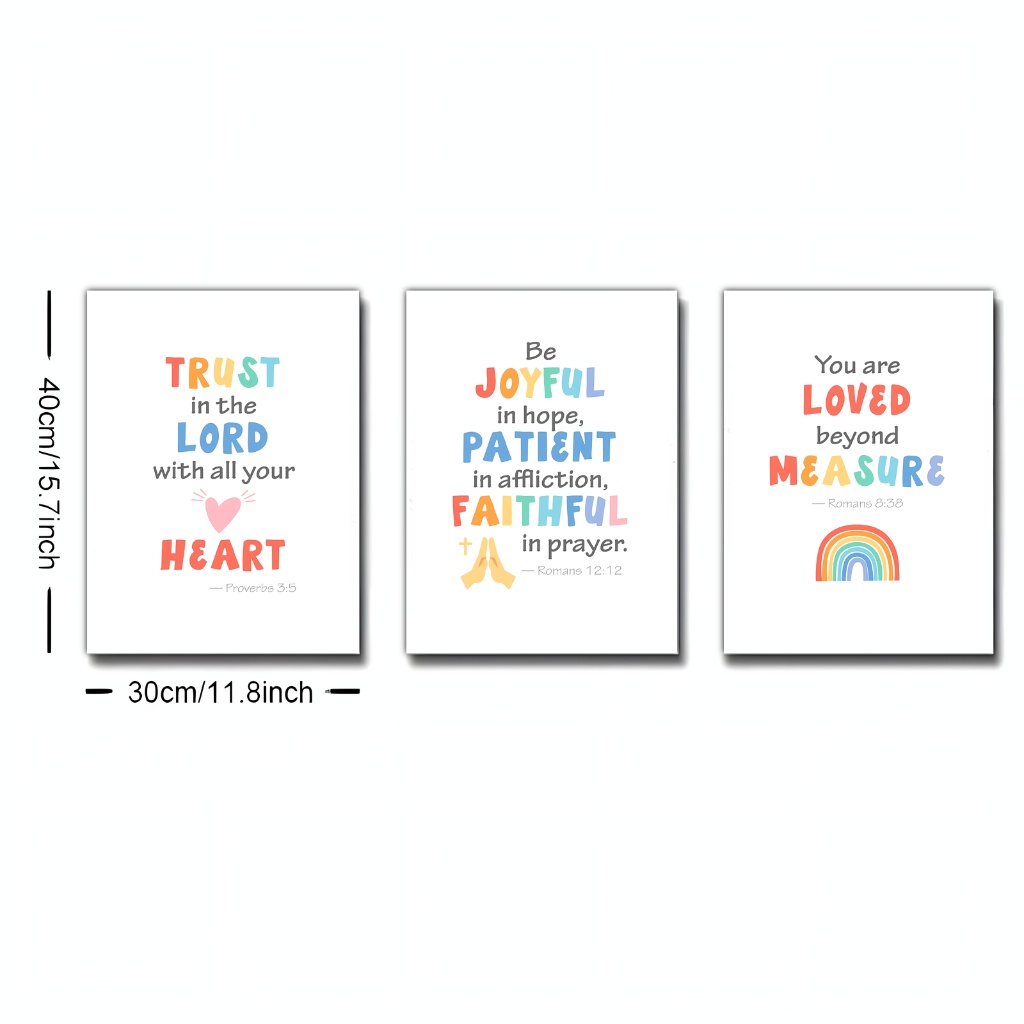 40cm/15.7inch
TRUST
in the
LORD
with all your
HEART
— Proverbs 3:5
30cm/11.8inch
Be
JOYFUL
in hope,
PATIENT
in affliction,
FAITHFUL
in prayer.
— Romans 12:12
You are
LOVED
beyond
MEASURE
— Romans 8:38